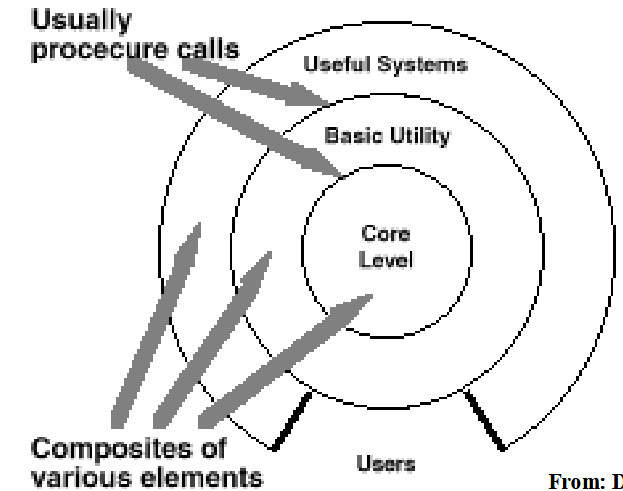 Usually
procecure calls
Useful Systems
Basic Utility
Core
Level
Composites of
various elements
Users
From: D